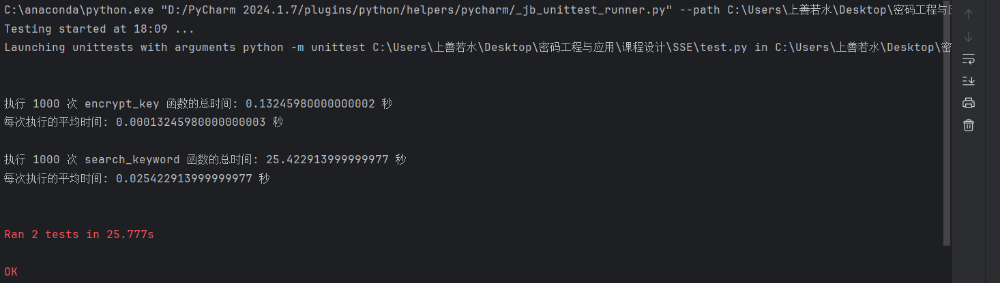 C:\anaconda\python.exe "D:/PyCharm 2024.1.7/plugins/python/helpers/pycharm/_jb_unittest_runner.py" --path C:\Users\上善若水\Desktop\密码工程与应
Testing started at 18:09 ...
Launching unittests with arguments python -m unittest C:\Users\上善若水\Desktop\密码工程与应用\课程设计\SSE\test.py in C:\Users\上善若水\Desktop\密
执行 1000 次 encrypt_key 函数的总时间: 0.13245980000000002 秒
每次执行的平均时间: 0.00013245980000000003 秒
执行 1000 次 search_keyword 函数的总时间: 25.422913999999977 秒
每次执行的平均时间: 0.025422913999999977 秒
Ran 2 tests in 25.777s
OK